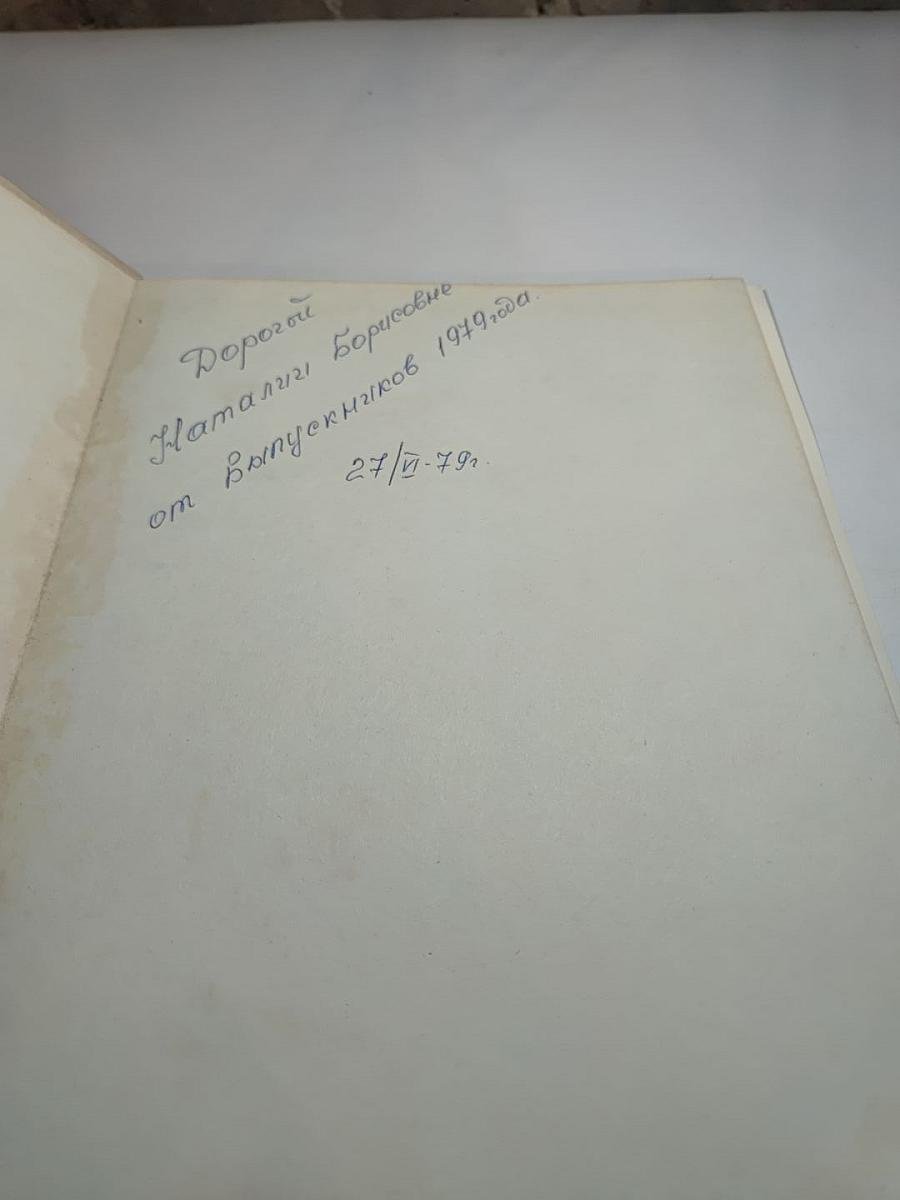 Дорогой
Наталии Борисовне
от выпускников 1979 года.
27/VI-79г.